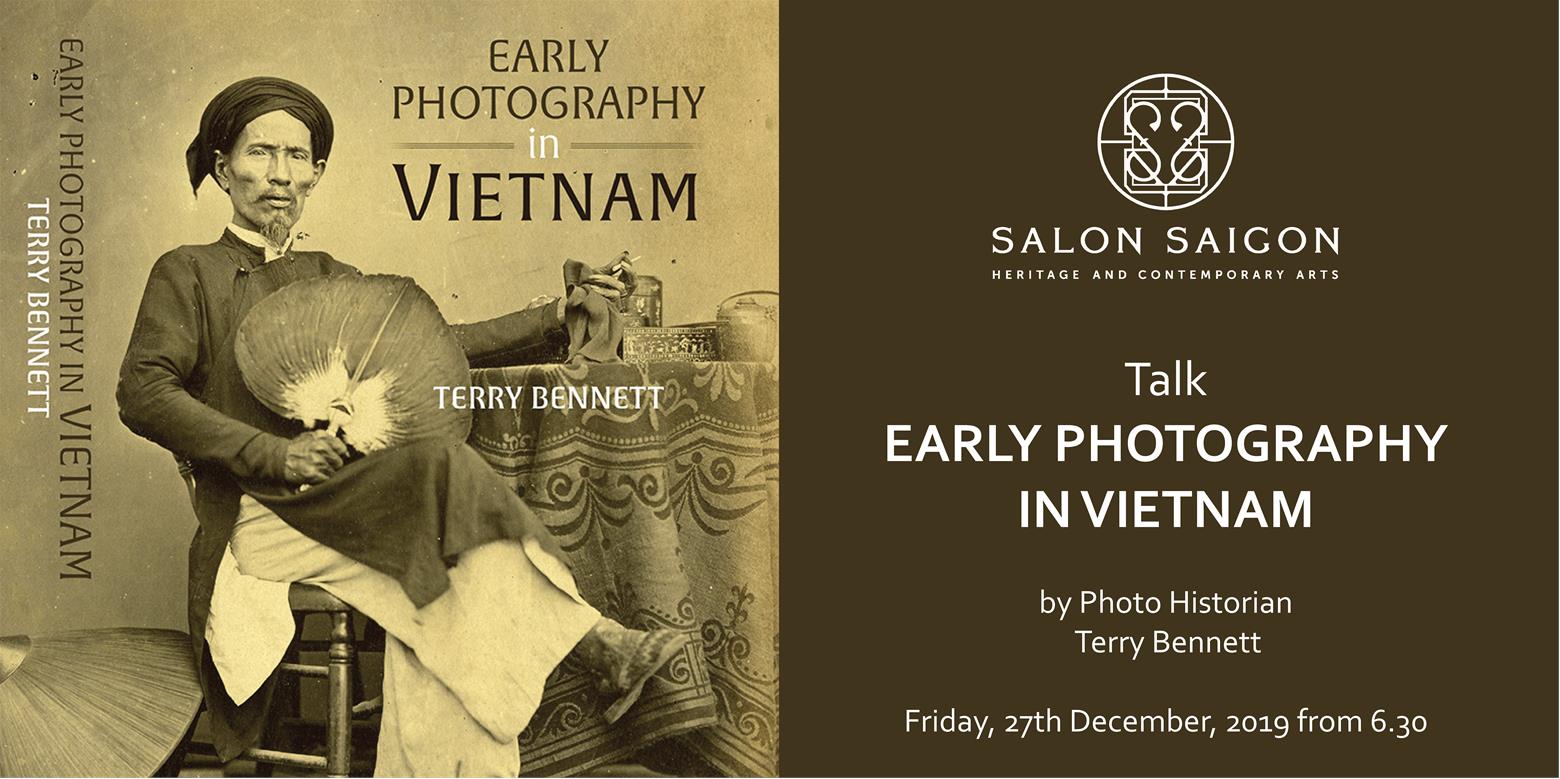 EARLY PHOTOGRAPHY IN VIETNAM
TERRY BENNETT
EARLY
PHOTOGRAPHY
in
VIETNAM
TERRY BENNETT
SALON SAIGON
HERITAGE AND CONTEMPORARY ARTS
Talk
EARLY PHOTOGRAPHY
IN VIETNAM
by Photo Historian
Terry Bennett
Friday, 27th December, 2019 from 6.30